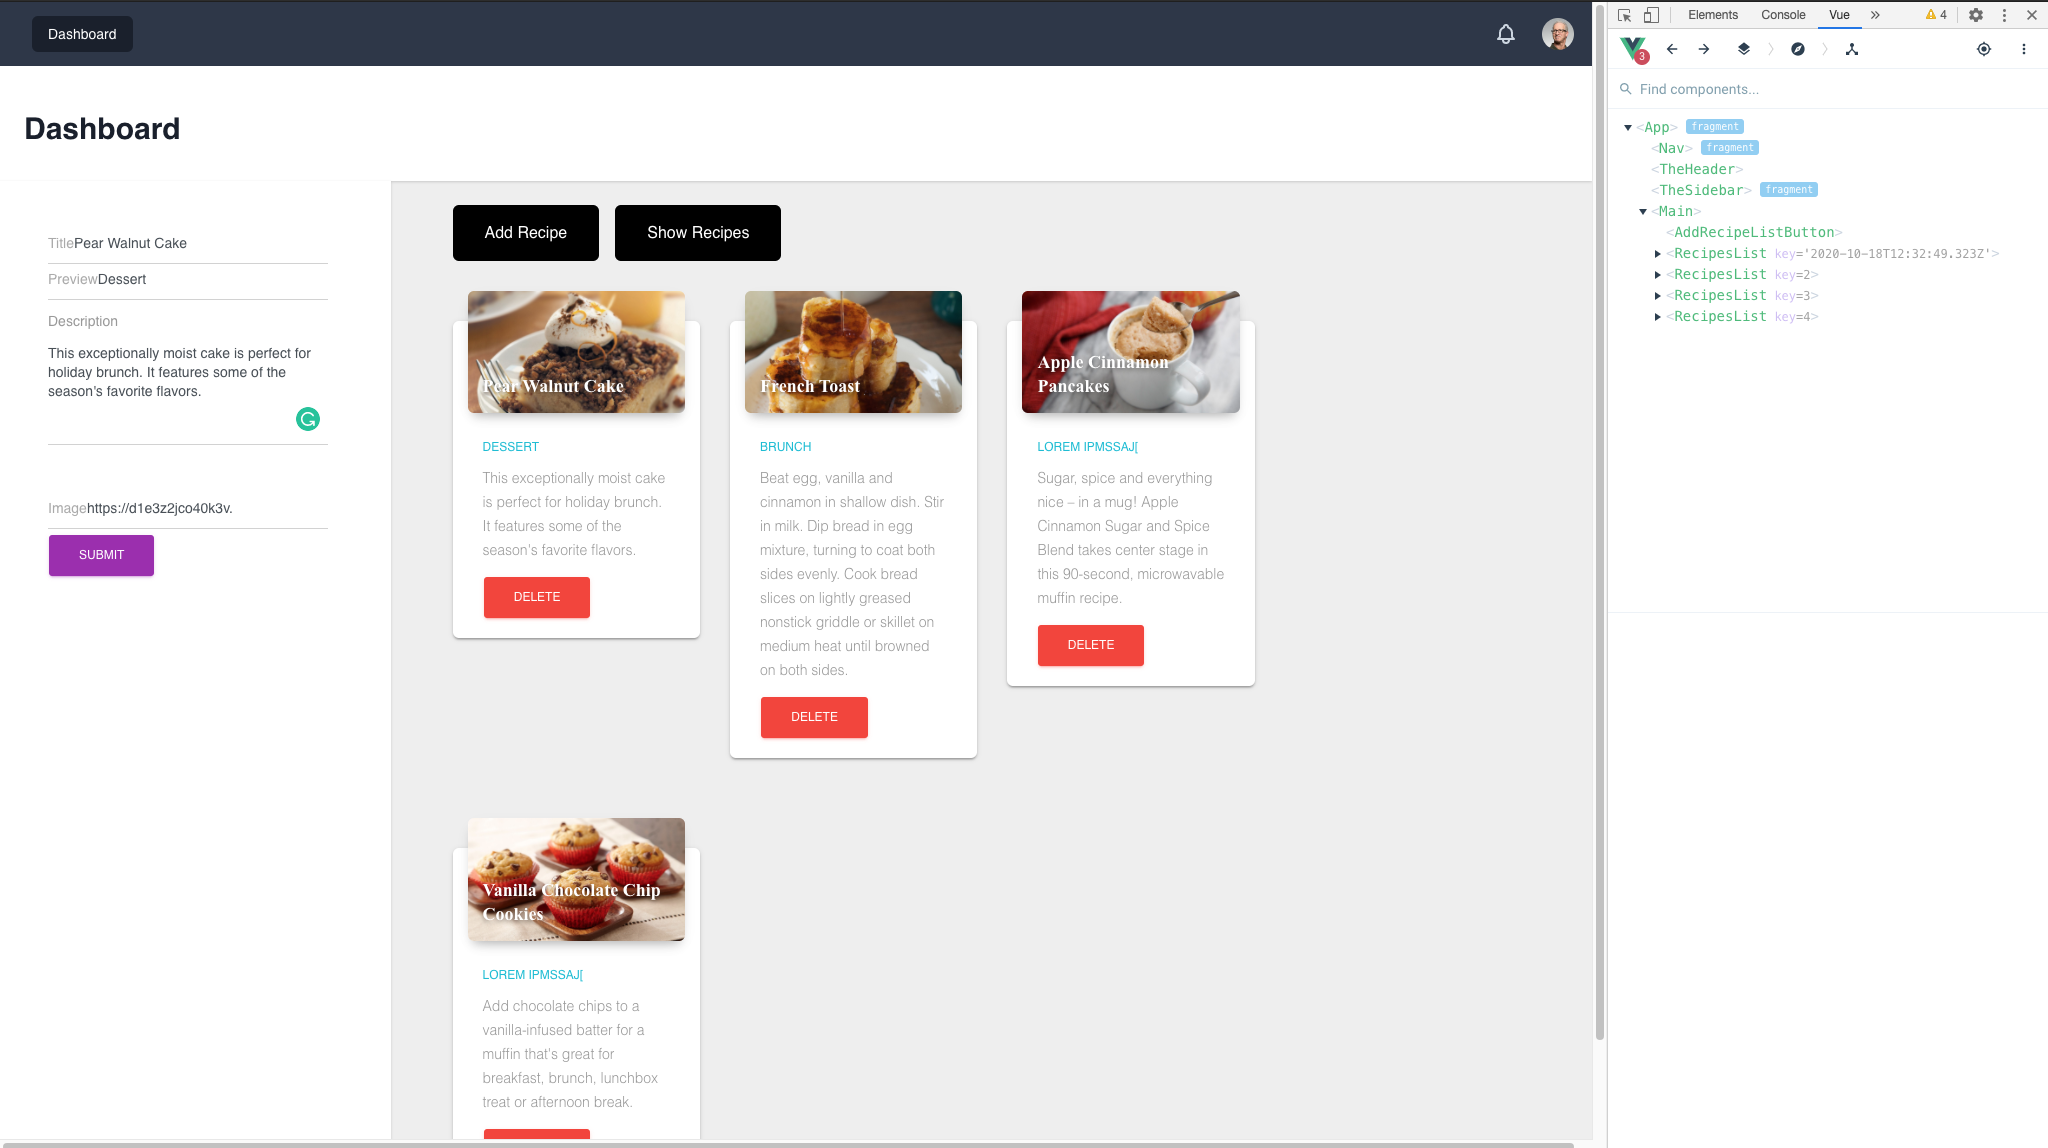 Dashboard
Dashboard
TitlePear Walnut Cake
PreviewDessert
Description
This exceptionally moist cake is perfect for
holiday brunch. It features some of the
season's favorite flavors.
Imagehttps://d1e3z2jco40k3v.
SUBMIT
Add Recipe
Show Recipes
Pear Walnut Cake
DESSERT
This exceptionally moist cake
is perfect for holiday brunch.
It features some of the
season's favorite flavors.
DELETE
French Toast
BRUNCH
Beat egg, vanilla and
cinnamon in shallow dish. Stir
in milk. Dip bread in egg
mixture, turning to coat both
sides evenly. Cook bread
slices on lightly greased
nonstick griddle or skillet on
medium heat until browned
on both sides.
DELETE
Apple Cinnamon
Pancakes
LOREM IPMSSAJ[
Sugar, spice and everything
nice – in a mug! Apple
Cinnamon Sugar and Spice
Blend takes center stage in
this 90-second, microwavable
muffin recipe.
DELETE
Vanilla Chocolate Chip
Cookies
LOREM IPMSSAJ[
Add chocolate chips to a
vanilla-infused batter for a
muffin that's great for
breakfast, brunch, lunchbox
treat or afternoon break.
Elements Console Vue » 4
3
Find components...
<App> fragment
<Nav> fragment
<TheHeader>
<TheSidebar> fragment
<Main>
<AddRecipeListButton>
<RecipesList key='2020-10-18T12:32:49.323Z'>
<RecipesList key=2>
<RecipesList key=3>
<RecipesList key=4>